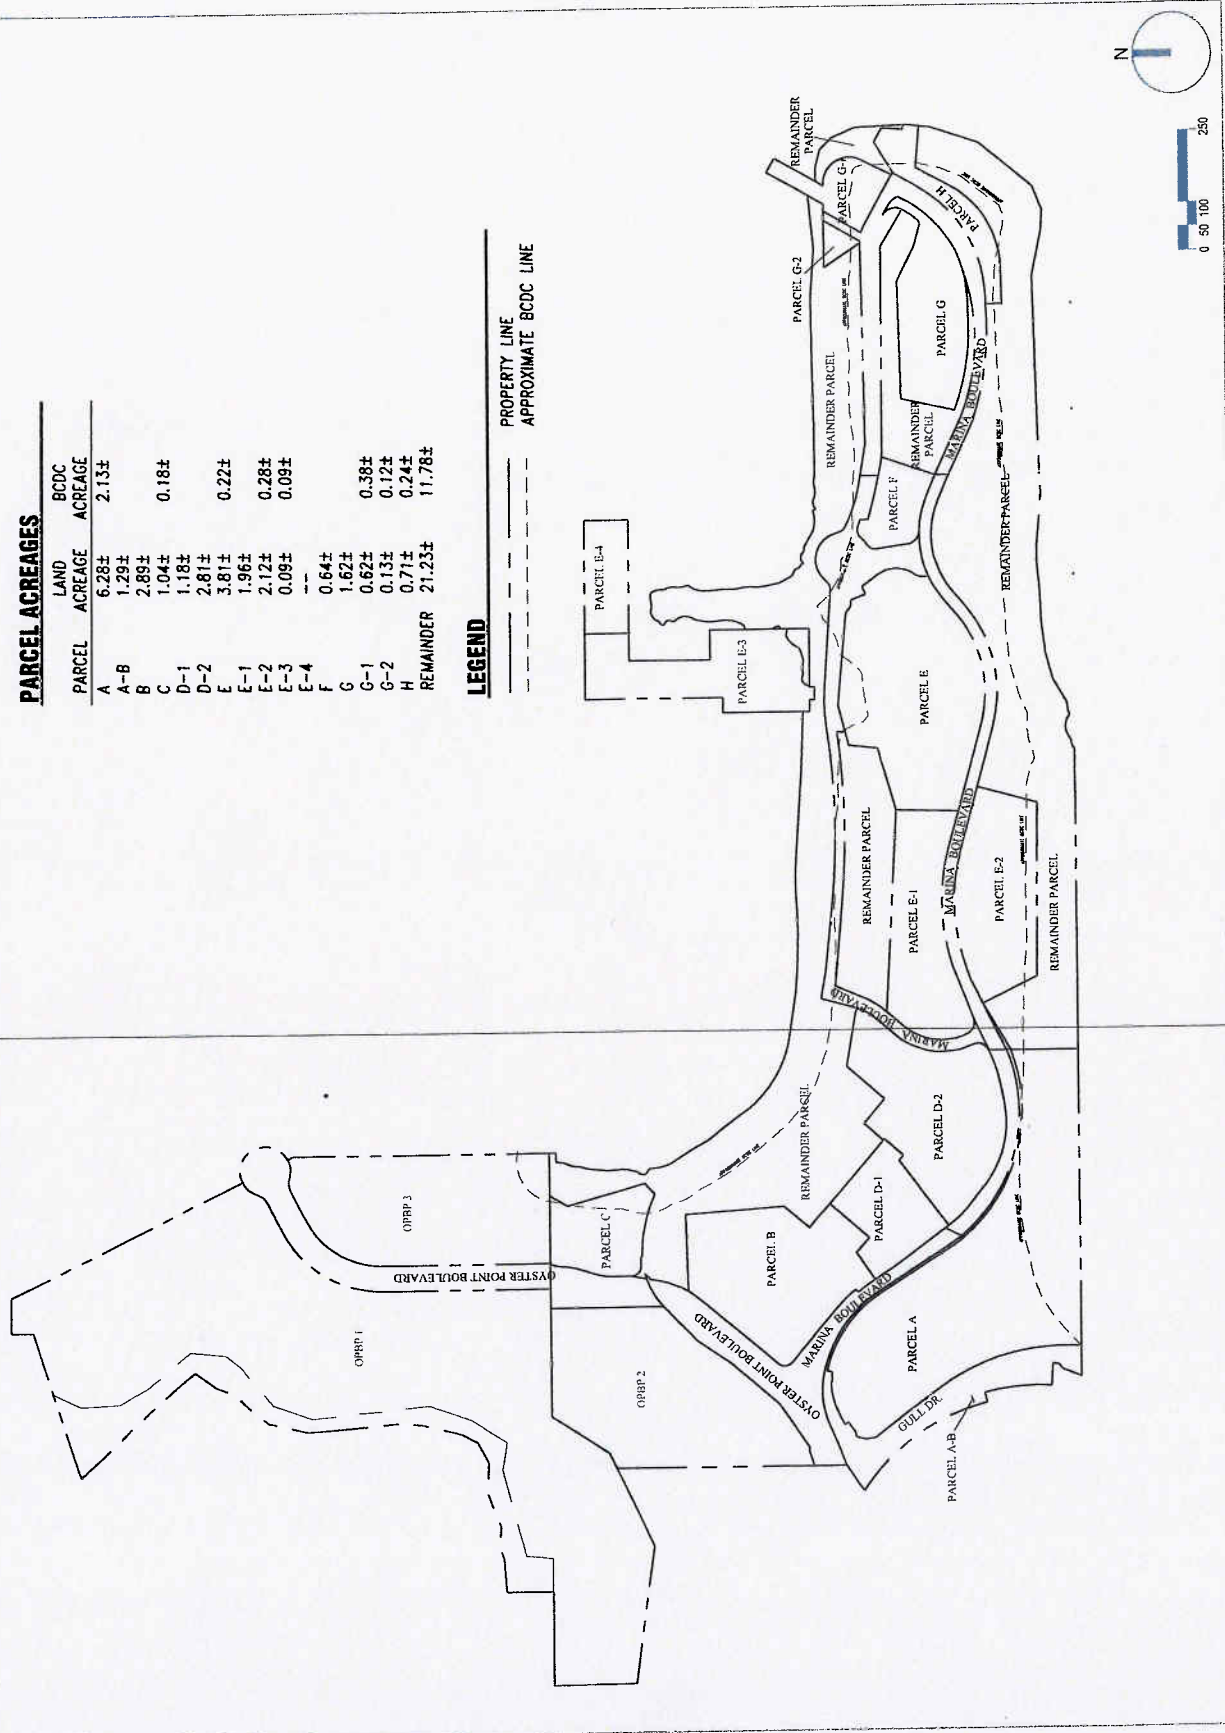 PARCEL ACREAGES
PARCEL LAND ACREAGE BCDC ACREAGE
A 6.28± 2.13±
A-B 1.29±
B 2.89±
C 1.04± 0.18±
D-1 1.18±
D-2 2.81±
E 3.81± 0.22±
E-1 1.96±
E-2 2.12± 0.28±
E-3 0.09± 0.09±
E-4 --
F 0.64±
G 1.62±
G-1 0.62± 0.38±
G-2 0.13± 0.12±
H 0.71± 0.24±
REMAINDER 21.23± 11.78±
LEGEND
PROPERTY LINE
APPROXIMATE BCDC LINE
N
0 50 100 250
OPBP 1
OPBP 3
OYSTER POINT BOULEVARD
OPBP 2
PARCEL C
OYSTER POINT BOULEVARD
PARCEL B
MARINA BOULEVARD
PARCEL A
GULL DR.
PARCEL A-B
PARCEL D-1
PARCEL D-2
REMAINDER PARCEL
MARINA BOULEVARD
MARINA BOULEVARD
REMAINDER PARCEL
PARCEL E-1
MARINA BOULEVARD
PARCEL E-2
REMAINDER PARCEL
PARCEL E-3
PARCEL E-4
PARCEL E
PARCEL F
REMAINDER PARCEL
REMAINDER
PARCEL
MARINA BOULEVARD
REMAINDER PARCEL
PARCEL G
PARCEL G-2
PARCEL G-1
PARCEL H
REMAINDER
PARCEL